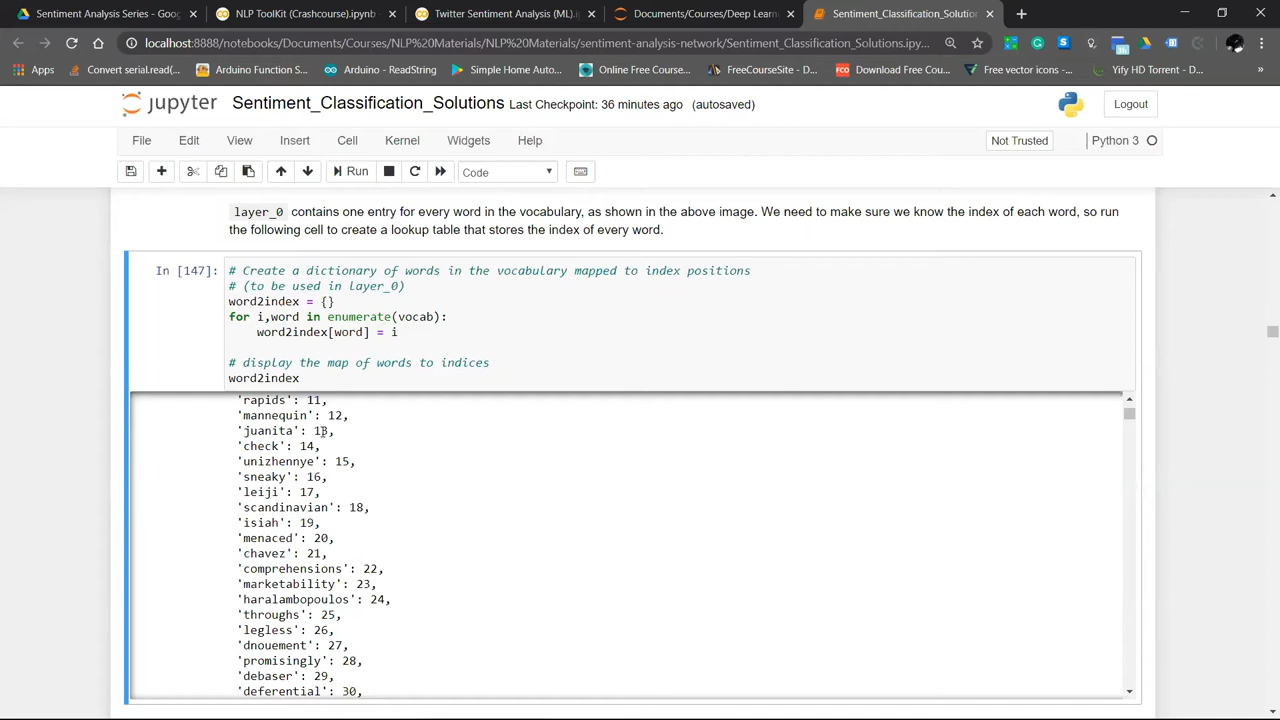 Sentiment Analysis Series - Goog
NLP ToolKit (Crashcourse).ipynb
Twitter Sentiment Analysis (ML).i
Documents/Courses/Deep Learn
Sentiment_Classification_Solution
localhost:8888/notebooks/Documents/Courses/NLP%20Materials/NLP%20Materials/sentiment-analysis-network/Sentiment_Classification_Solutions.ipy...
Apps
Convert serial.read(...
Arduino Function S...
Arduino - ReadString
Simple Home Auto...
Online Free Course...
FreeCourseSite - D...
FCO
Download Free Cou...
Free vector icons -...
Yify HD Torrent - D...
»
jupyter
Sentiment_Classification_Solutions Last Checkpoint: 36 minutes ago (autosaved)
Logout
File Edit View Insert Cell Kernel Widgets Help
Not Trusted
Python 3
Run
Code
layer_0 contains one entry for every word in the vocabulary, as shown in the above image. We need to make sure we know the index of each word, so run
the following cell to create a lookup table that stores the index of every word.
In [147]:
# Create a dictionary of words in the vocabulary mapped to index positions
# (to be used in layer_0)
word2index = {}
for i,word in enumerate(vocab):
word2index[word] = i
# display the map of words to indices
word2index
'rapids': 11,
'mannequin': 12,
'juanita': 13,
'check': 14,
'unizhennye': 15,
'sneaky': 16,
'leiji': 17,
'scandinavian': 18,
'isiah': 19,
'menaced': 20,
'chavez': 21,
'comprehensions': 22,
'marketability': 23,
'haralambopoulos': 24,
'throughs': 25,
'legless': 26,
'dnouement': 27,
'promisingly': 28,
'debaser': 29,
'deferential': 30,